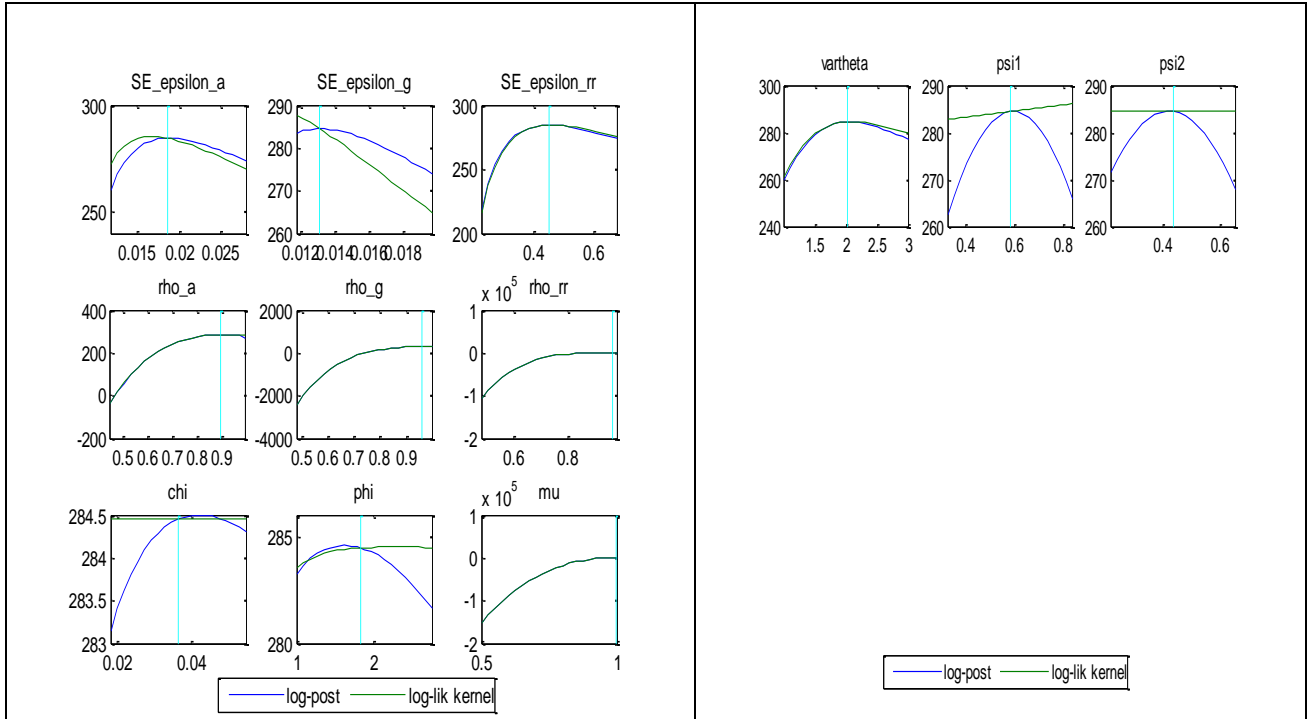 SE_epsilon_a
300
250
0.015 0.02 0.025
SE_epsilon_g
290
280
270
260
0.012 0.014 0.016 0.018
SE_epsilon_rr
300
250
200
0.4 0.6
rho_a
400
200
0
-200
0.5 0.6 0.7 0.8 0.9
rho_g
2000
0
-2000
-4000
0.5 0.6 0.7 0.8 0.9
x 10^5 rho_rr
1
0
-1
-2
0.6 0.8
chi
284.5
284
283.5
283
0.02 0.04
phi
285
280
1 2
x 10^5 mu
1
0
-1
-2
0.5 1
log-post log-lik kernel
vartheta
300
280
260
240
1.5 2 2.5 3
psi1
290
280
270
260
0.4 0.6 0.8
psi2
290
280
270
260
0.4 0.6
log-post log-lik kernel